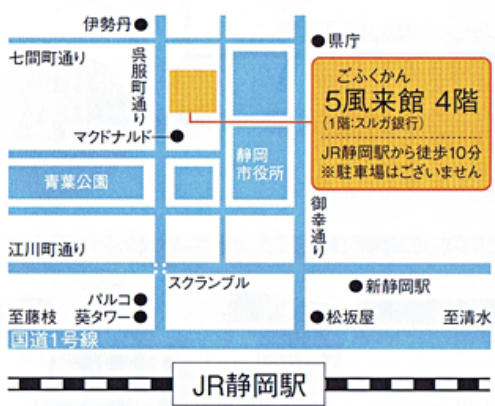 伊勢丹
七間町通り
呉服町通り
県庁
ごふくかん
5風来館 4階
(1階:スルガ銀行)
JR静岡駅から徒歩10分
※駐車場はございません
マクドナルド
静岡
市役所
青葉公園
御幸通り
江川町通り
スクランブル
新静岡駅
パルコ
至藤枝 葵タワー
松坂屋
至清水
国道1号線
JR静岡駅